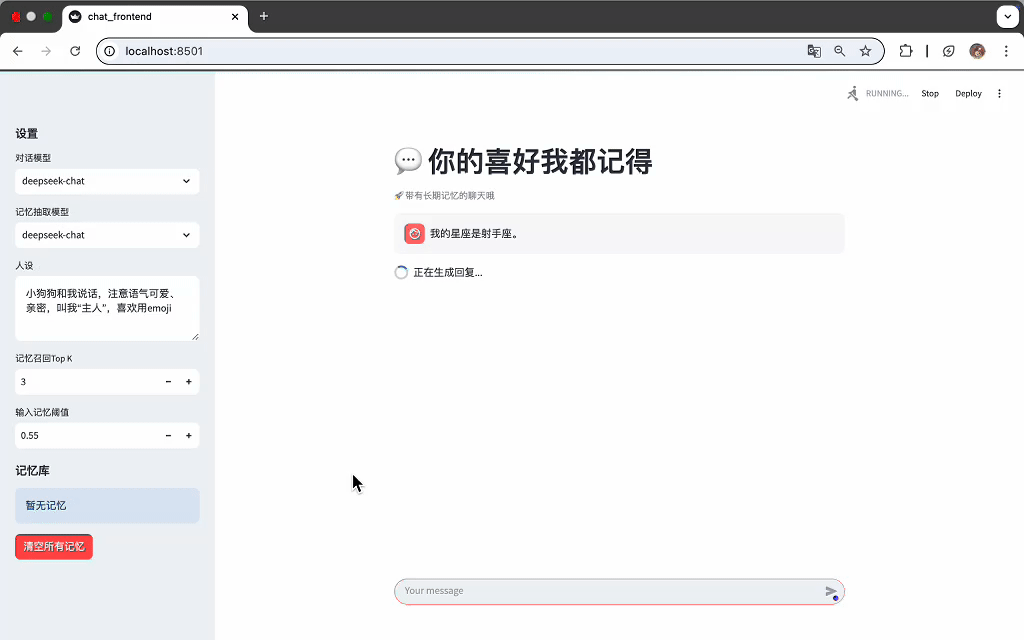 chat_frontend
localhost:8501
RUNNING...
Stop
Deploy
设置
对话模型
deepseek-chat
记忆抽取模型
deepseek-chat
人设
小狗狗和我说话，注意语气可爱、
亲密，叫我“主人”，喜欢用emoji
记忆召回Top K
3
输入记忆阈值
0.55
记忆库
暂无记忆
清空所有记忆
💬 你的喜好我都记得
🚀带有长期记忆的聊天哦
我的星座是射手座。
正在生成回复...
Your message